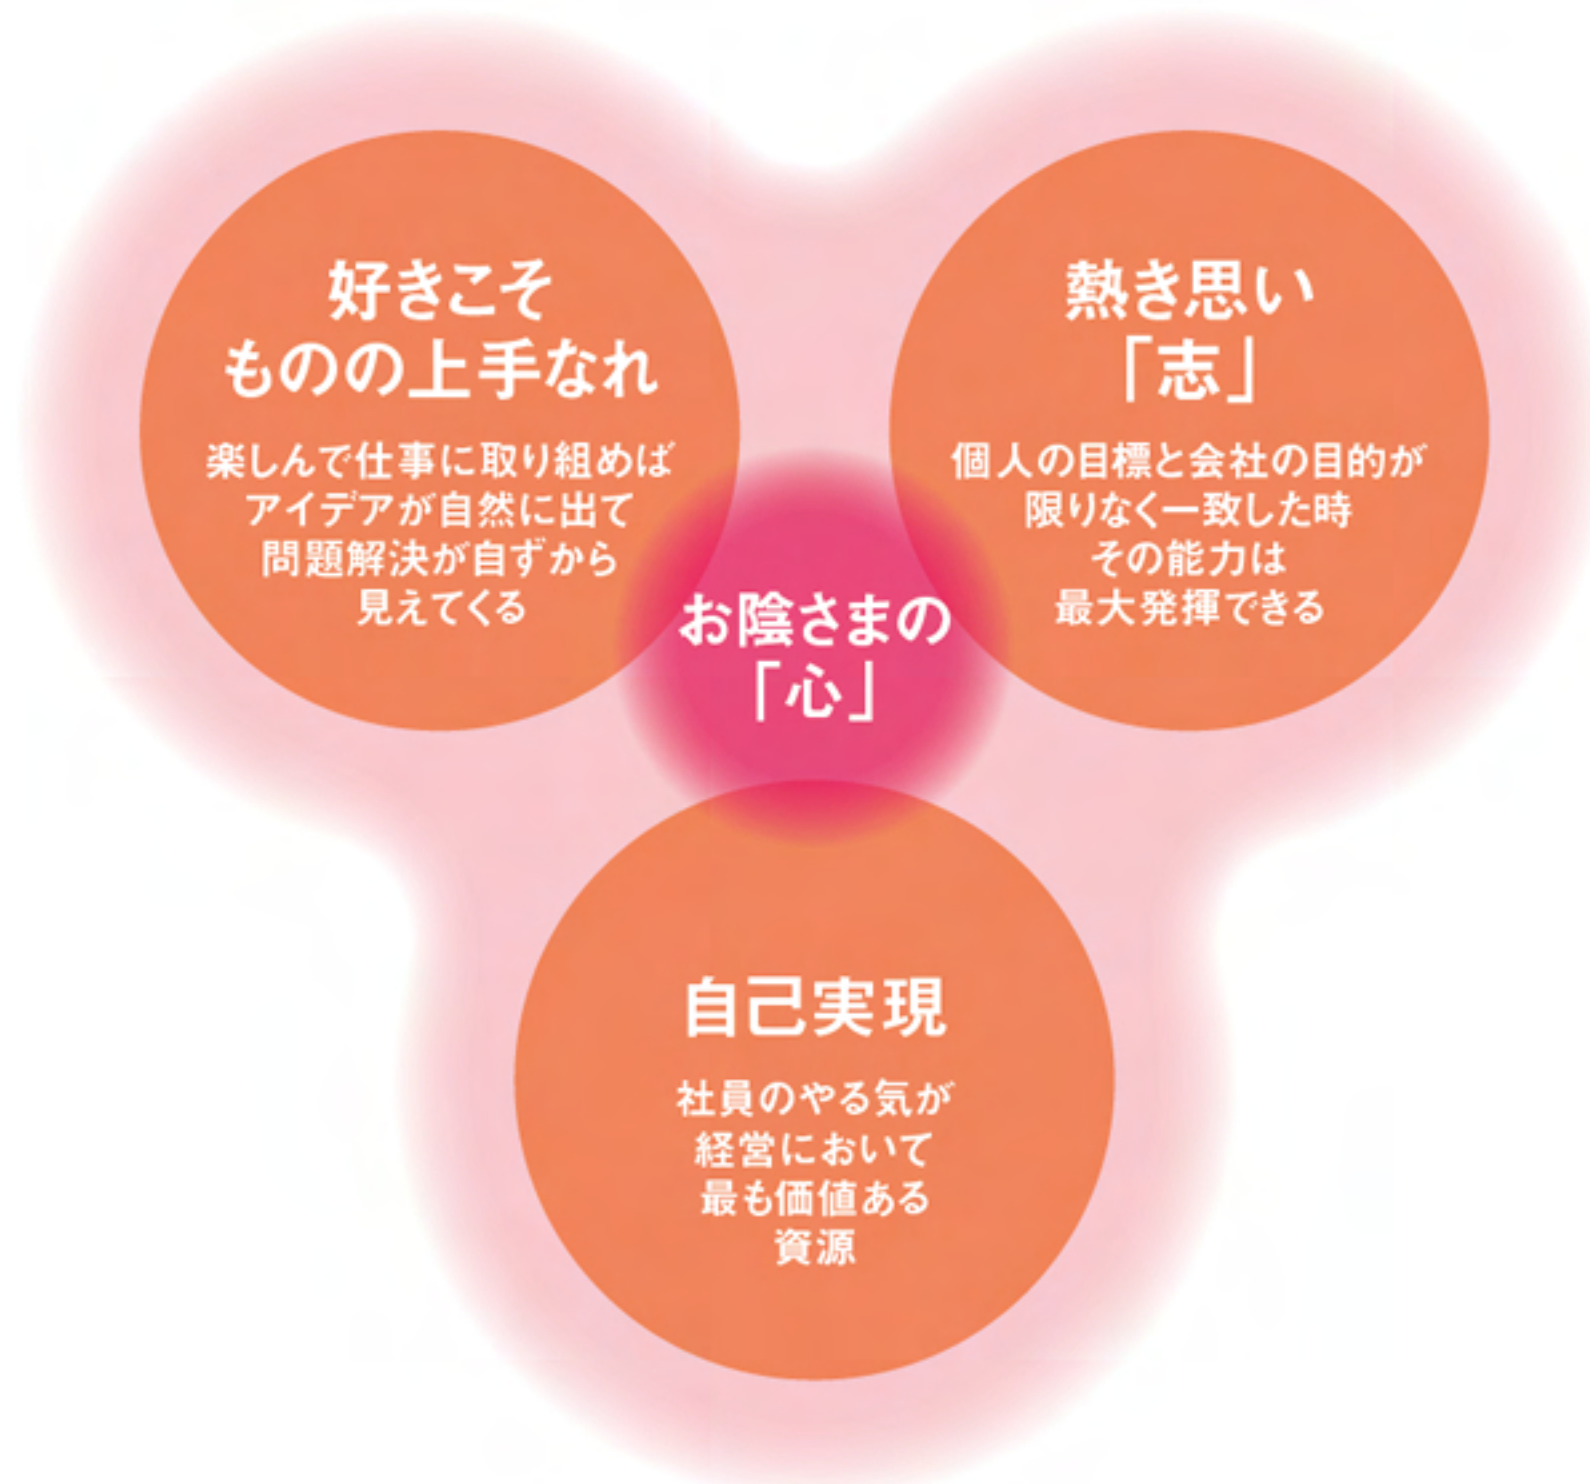 好きこそ
ものの上手なれ
楽しんで仕事に取り組めば
アイデアが自然に出て
問題解決が自ずから
見えてくる
熱き思い
「志」
個人の目標と会社の目的が
限りなく一致した時
その能力は
最大発揮できる
お陰さまの
「心」
自己実現
社員のやる気が
経営において
最も価値ある
資源